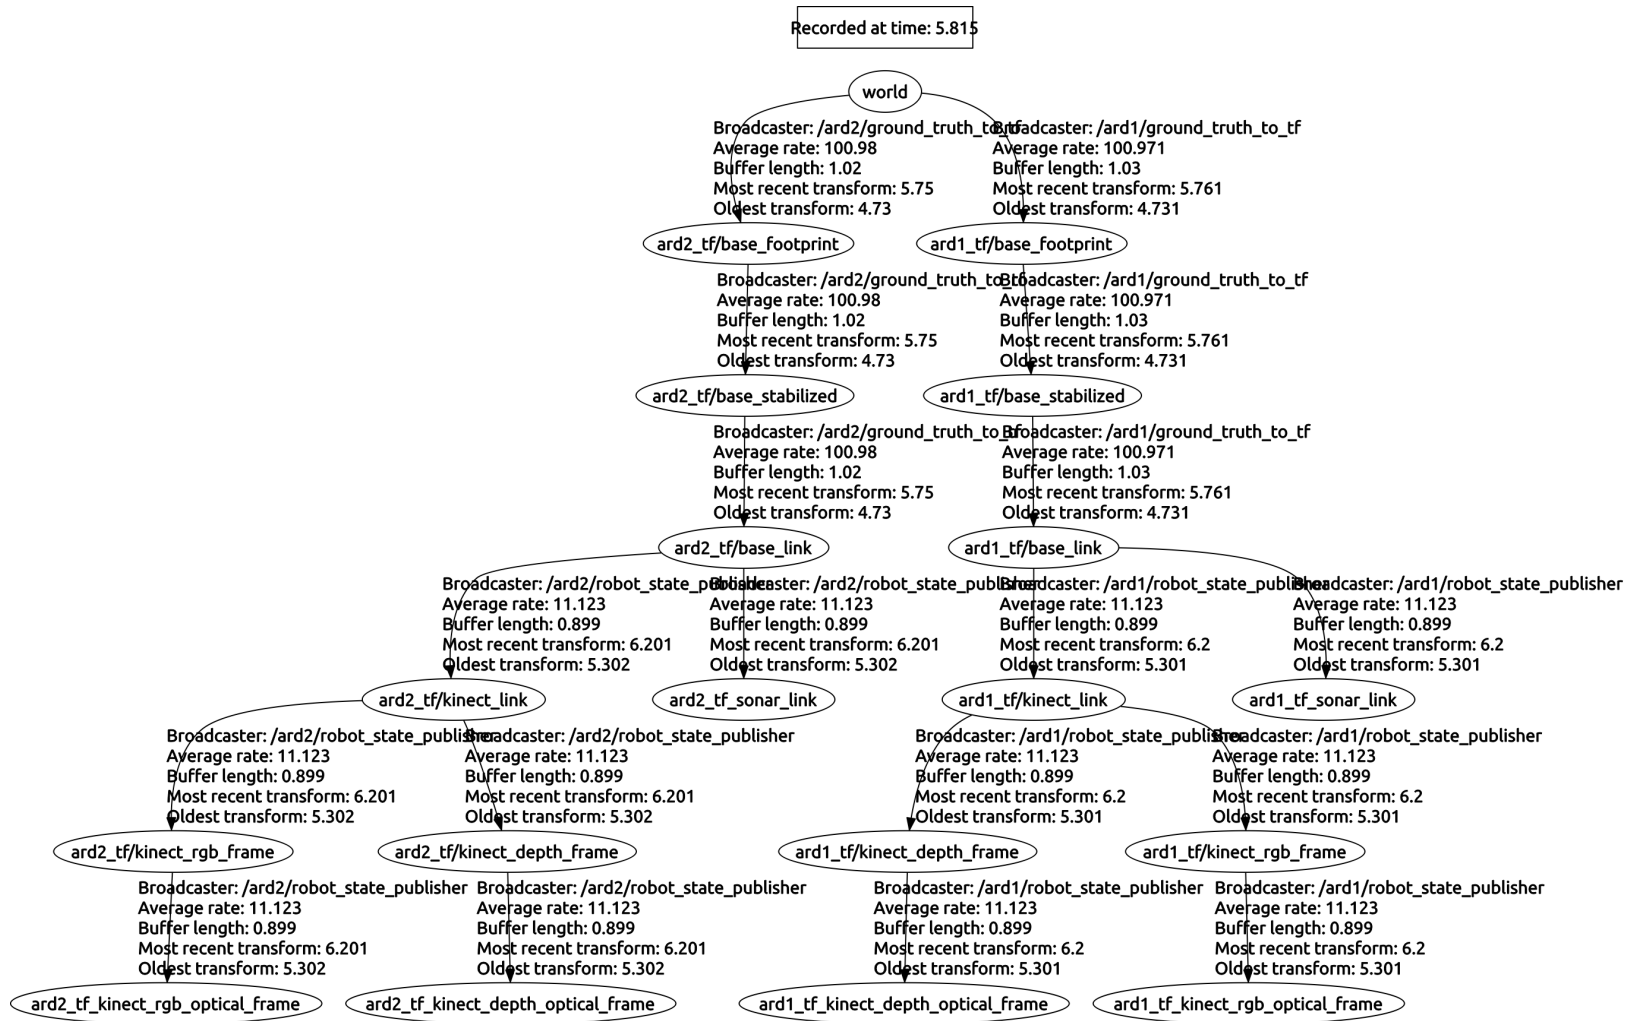 Recorded at time: 5.815
world
Broadcaster: /ard2/ground_truth_to_tf
Average rate: 100.98
Buffer length: 1.02
Most recent transform: 5.75
Oldest transform: 4.73
Broadcaster: /ard1/ground_truth_to_tf
Average rate: 100.971
Buffer length: 1.03
Most recent transform: 5.761
Oldest transform: 4.731
ard2_tf/base_footprint
ard1_tf/base_footprint
Broadcaster: /ard2/ground_truth_to_tf
Average rate: 100.98
Buffer length: 1.02
Most recent transform: 5.75
Oldest transform: 4.73
Broadcaster: /ard1/ground_truth_to_tf
Average rate: 100.971
Buffer length: 1.03
Most recent transform: 5.761
Oldest transform: 4.731
ard2_tf/base_stabilized
ard1_tf/base_stabilized
Broadcaster: /ard2/ground_truth_to_tf
Average rate: 100.98
Buffer length: 1.02
Most recent transform: 5.75
Oldest transform: 4.73
Broadcaster: /ard1/ground_truth_to_tf
Average rate: 100.971
Buffer length: 1.03
Most recent transform: 5.761
Oldest transform: 4.731
ard2_tf/base_link
ard1_tf/base_link
Broadcaster: /ard2/robot_state_publisher
Average rate: 11.123
Buffer length: 0.899
Most recent transform: 6.201
Oldest transform: 5.302
Broadcaster: /ard2/robot_state_publisher
Average rate: 11.123
Buffer length: 0.899
Most recent transform: 6.201
Oldest transform: 5.302
Broadcaster: /ard1/robot_state_publisher
Average rate: 11.123
Buffer length: 0.899
Most recent transform: 6.2
Oldest transform: 5.301
Broadcaster: /ard1/robot_state_publisher
Average rate: 11.123
Buffer length: 0.899
Most recent transform: 6.2
Oldest transform: 5.301
ard2_tf/kinect_link
ard2_tf_sonar_link
ard1_tf/kinect_link
ard1_tf_sonar_link
Broadcaster: /ard2/robot_state_publisher
Average rate: 11.123
Buffer length: 0.899
Most recent transform: 6.201
Oldest transform: 5.302
Broadcaster: /ard2/robot_state_publisher
Average rate: 11.123
Buffer length: 0.899
Most recent transform: 6.201
Oldest transform: 5.302
Broadcaster: /ard1/robot_state_publisher
Average rate: 11.123
Buffer length: 0.899
Most recent transform: 6.2
Oldest transform: 5.301
Broadcaster: /ard1/robot_state_publisher
Average rate: 11.123
Buffer length: 0.899
Most recent transform: 6.2
Oldest transform: 5.301
ard2_tf/kinect_rgb_frame
ard2_tf/kinect_depth_frame
ard1_tf/kinect_depth_frame
ard1_tf/kinect_rgb_frame
Broadcaster: /ard2/robot_state_publisher
Average rate: 11.123
Buffer length: 0.899
Most recent transform: 6.201
Oldest transform: 5.302
Broadcaster: /ard2/robot_state_publisher
Average rate: 11.123
Buffer length: 0.899
Most recent transform: 6.201
Oldest transform: 5.302
Broadcaster: /ard1/robot_state_publisher
Average rate: 11.123
Buffer length: 0.899
Most recent transform: 6.2
Oldest transform: 5.301
Broadcaster: /ard1/robot_state_publisher
Average rate: 11.123
Buffer length: 0.899
Most recent transform: 6.2
Oldest transform: 5.301
ard2_tf_kinect_rgb_optical_frame
ard2_tf_kinect_depth_optical_frame
ard1_tf_kinect_depth_optical_frame
ard1_tf_kinect_rgb_optical_frame